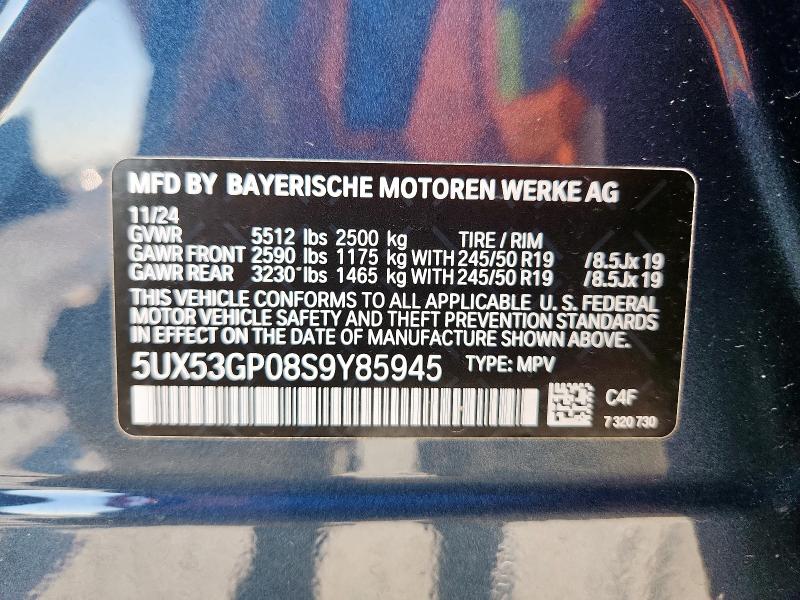 MFD BY BAYERISCHE MOTOREN WERKE AG
11/24
GVWR 5512 lbs 2500 kg TIRE / RIM
GAWR FRONT 2590 lbs 1175 kg WITH 245/50 R19 /8.5Jx19
GAWR REAR 3230 lbs 1465 kg WITH 245/50 R19 /8.5Jx19
THIS VEHICLE CONFORMS TO ALL APPLICABLE U. S. FEDERAL
MOTOR VEHICLE SAFETY AND THEFT PREVENTION STANDARDS
IN EFFECT ON THE DATE OF MANUFACTURE SHOWN ABOVE.
5UX53GP08S9Y85945 TYPE: MPV
C4F
7 320 730